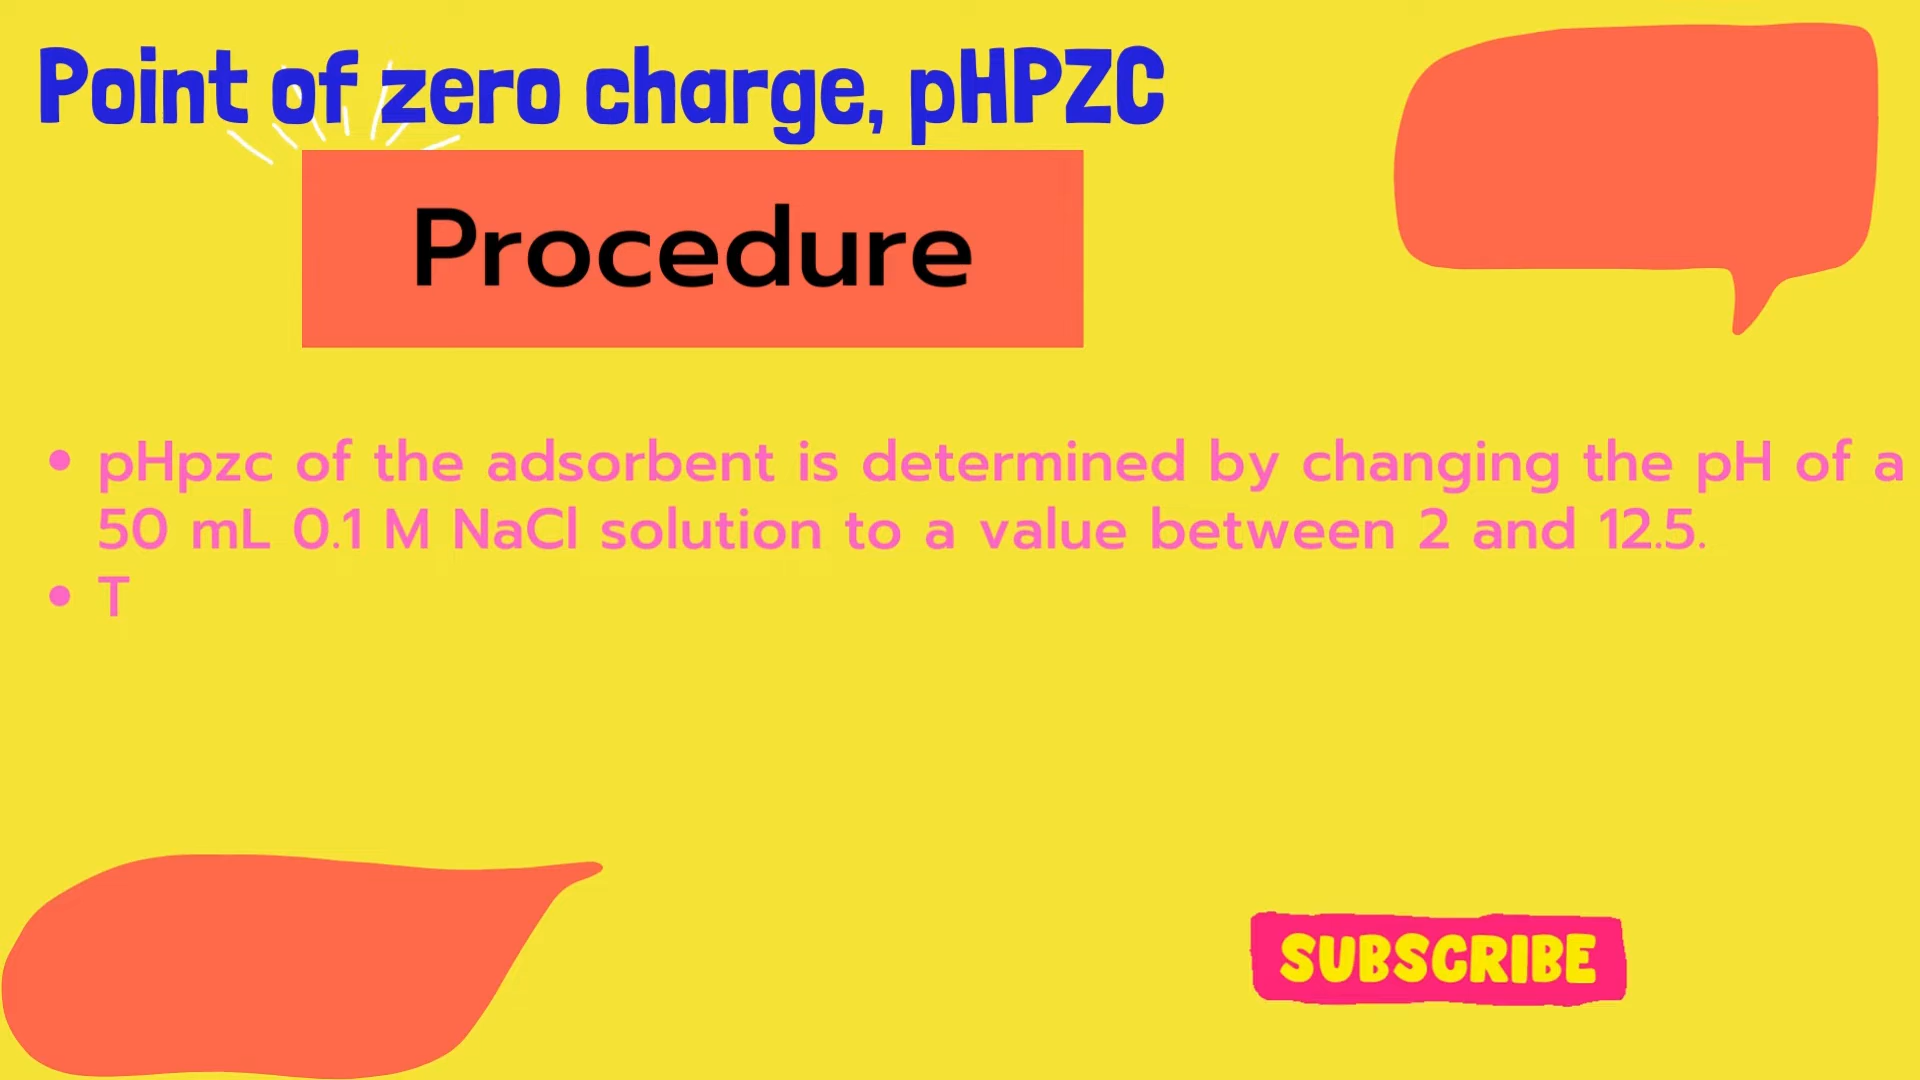 Point of zero charge, pHPZC
Procedure
• pHpzc of the adsorbent is determined by changing the pH of a
50 mL 0.1 M NaCl solution to a value between 2 and 12.5.
• T
SUBSCRIBE